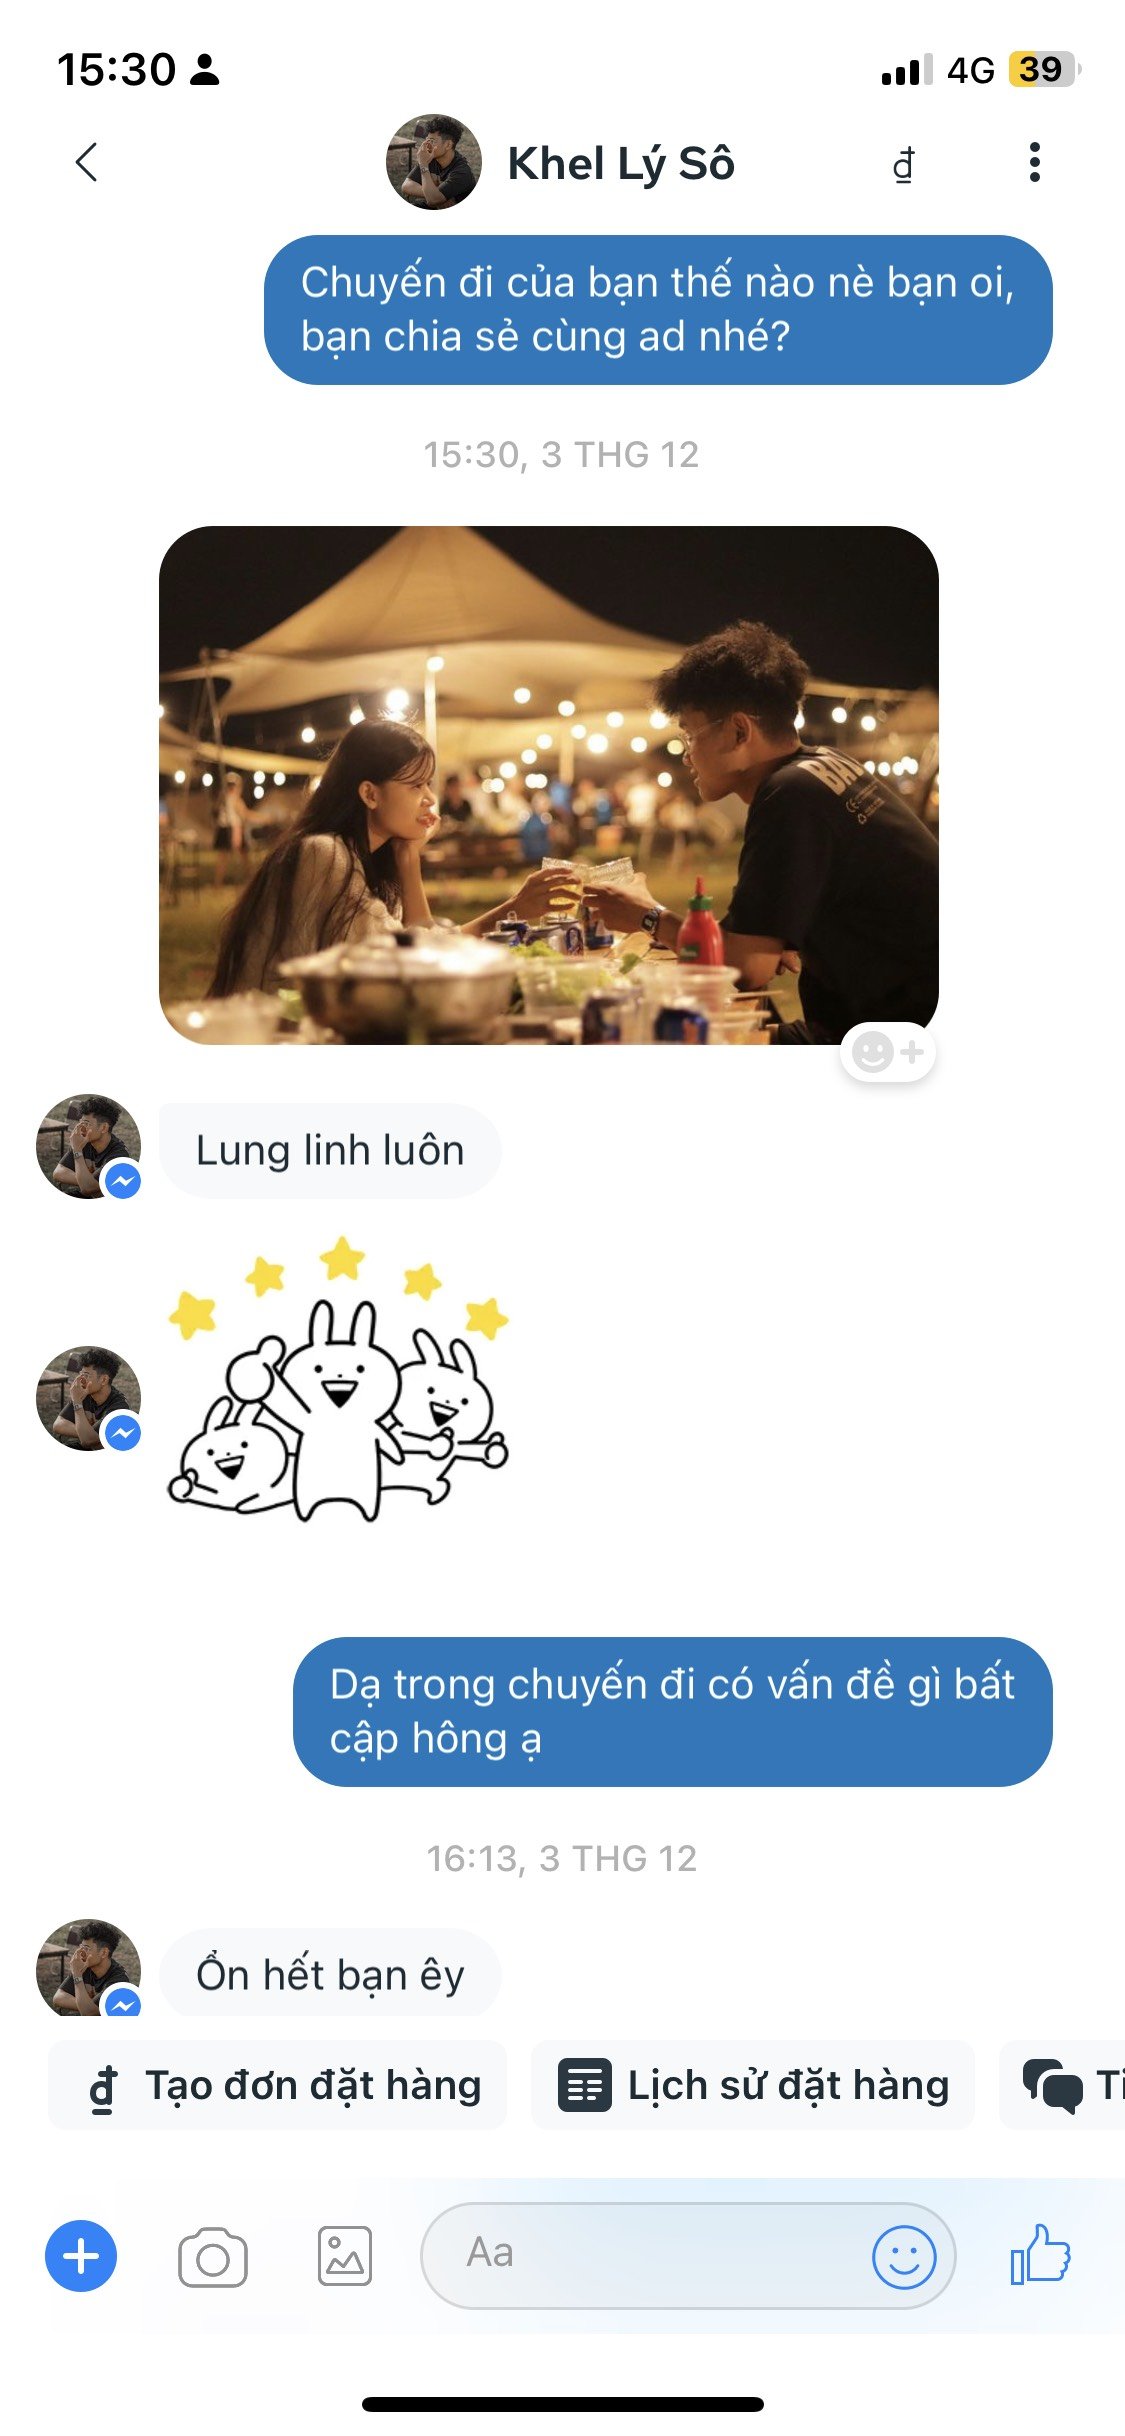 15:30
4G
39
Khel Lý Sô
₫
Chuyến đi của bạn thế nào nè bạn oi,
bạn chia sẻ cùng ad nhé?
15:30, 3 THG 12
Lung linh luôn
Dạ trong chuyến đi có vấn đề gì bất
cập hông ạ
16:13, 3 THG 12
Ổn hết bạn êy
₫ Tạo đơn đặt hàng
Lịch sử đặt hàng
Aa